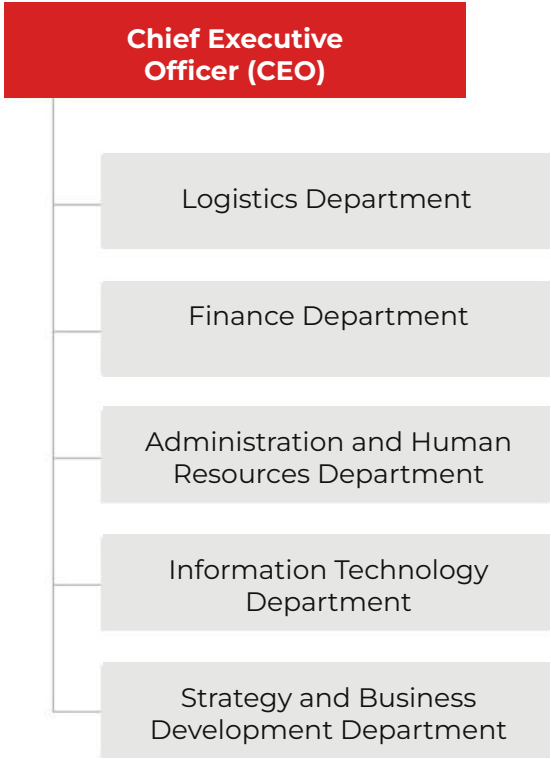 Chief Executive
Officer (CEO)
Logistics Department
Finance Department
Administration and Human
Resources Department
Information Technology
Department
Strategy and Business
Development Department